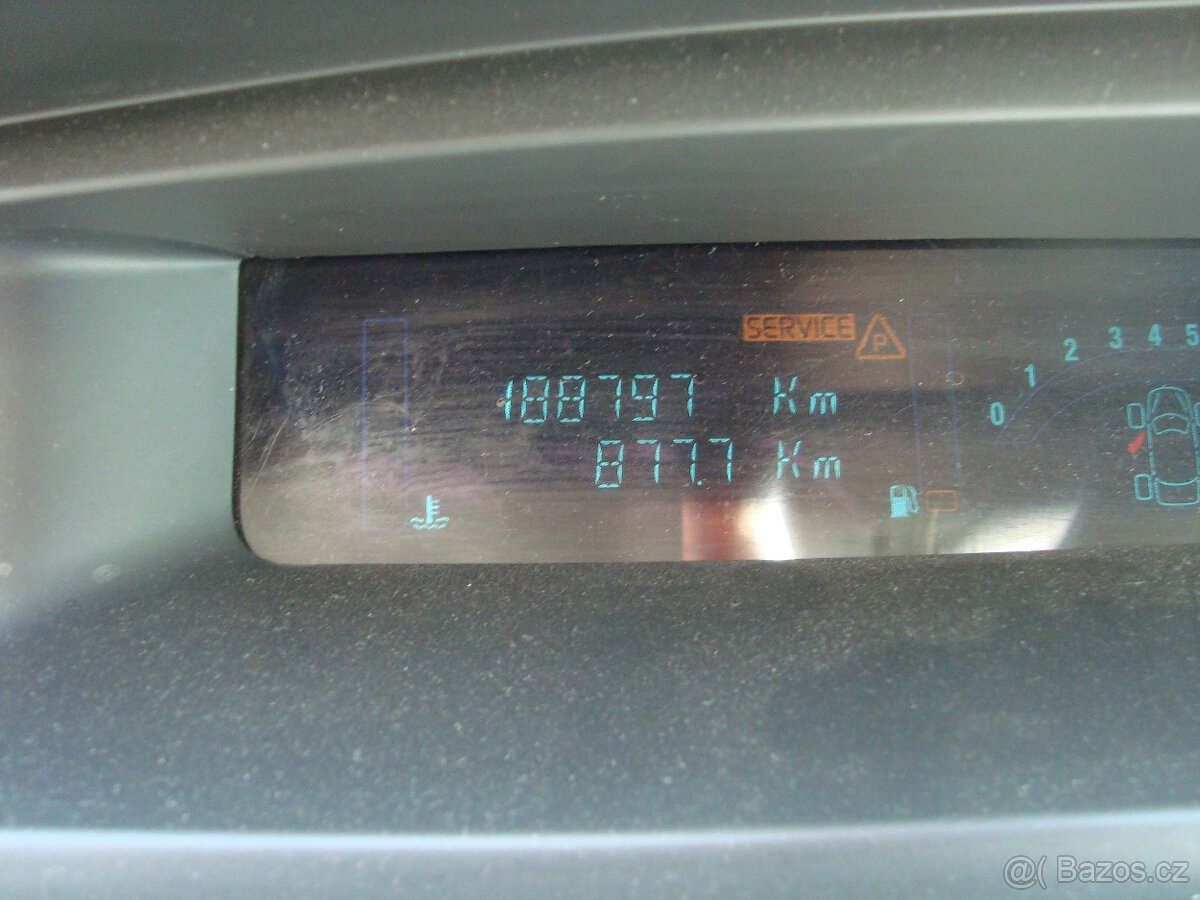 SERVICE P
188797 Km
877.7 Km
0 1 2 3 4 5
@( Bazos.cz